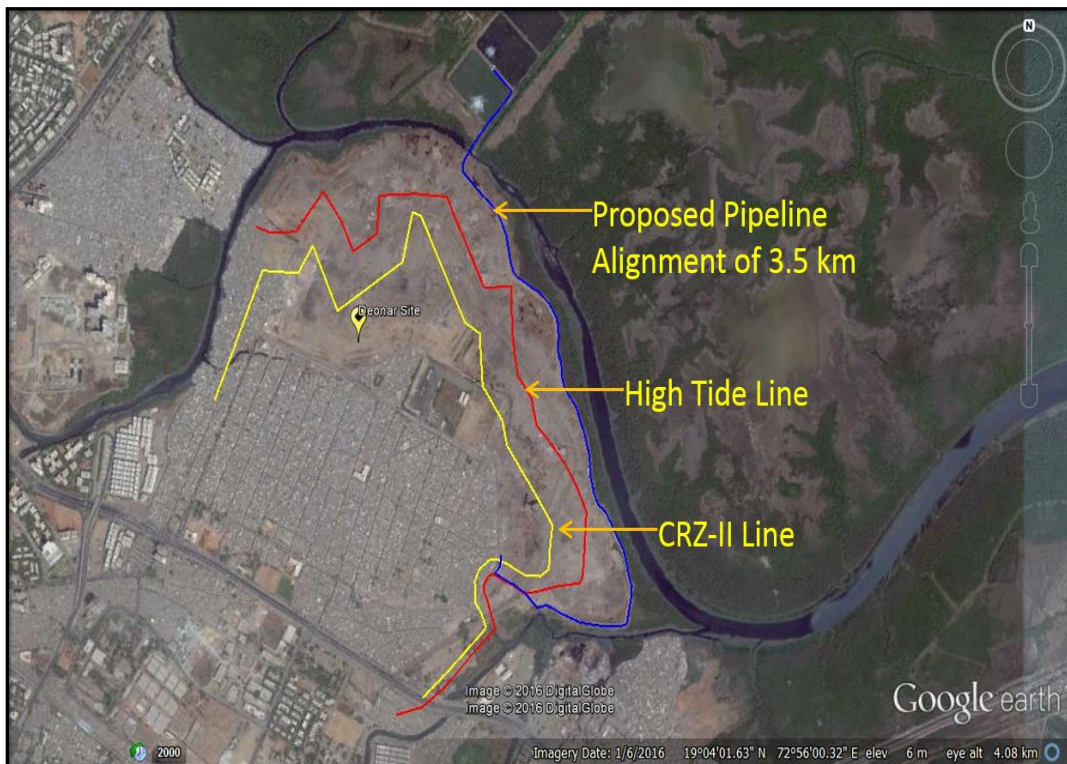 N
Proposed Pipeline
Alignment of 3.5 km
Deonar Site
High Tide Line
CRZ-II Line
Image © 2016 DigitalGlobe
Image © 2016 DigitalGlobe
Google earth
2000
Imagery Date: 1/6/2016 19°04'01.63" N 72°56'00.32" E elev 6 m eye alt 4.08 km